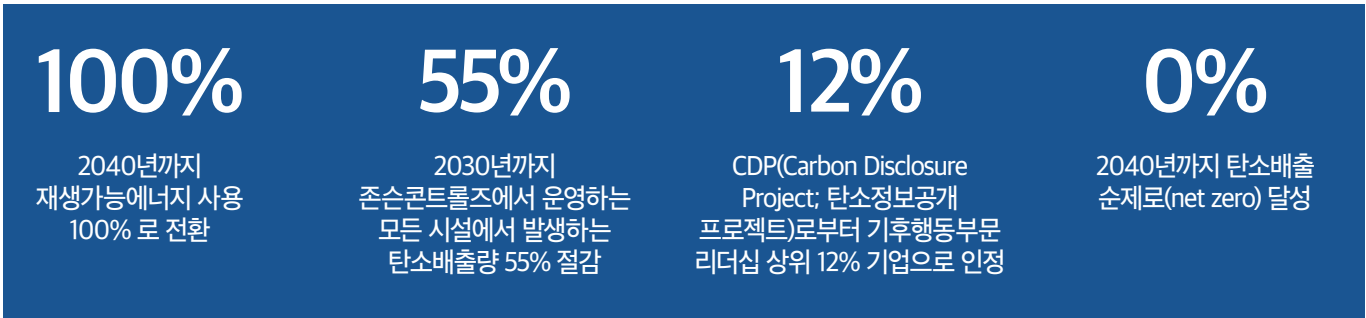 100%
2040년까지
재생가능에너지 사용
100% 로 전환
55%
2030년까지
존슨콘트롤즈에서 운영하는
모든 시설에서 발생하는
탄소배출량 55% 절감
12%
CDP(Carbon Disclosure
Project; 탄소정보공개
프로젝트)로부터 기후행동부문
리더십 상위 12% 기업으로 인정
0%
2040년까지 탄소배출
순제로(net zero) 달성